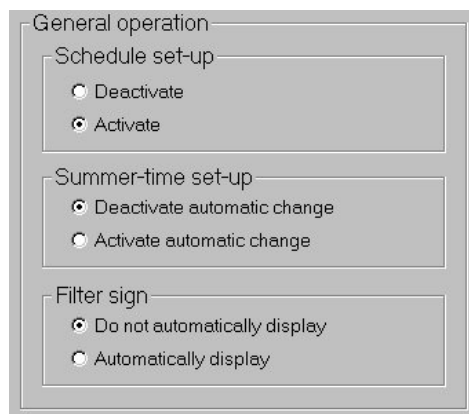 General operation
Schedule set-up
Deactivate
Activate
Summer-time set-up
Deactivate automatic change
Activate automatic change
Filter sign
Do not automatically display
Automatically display